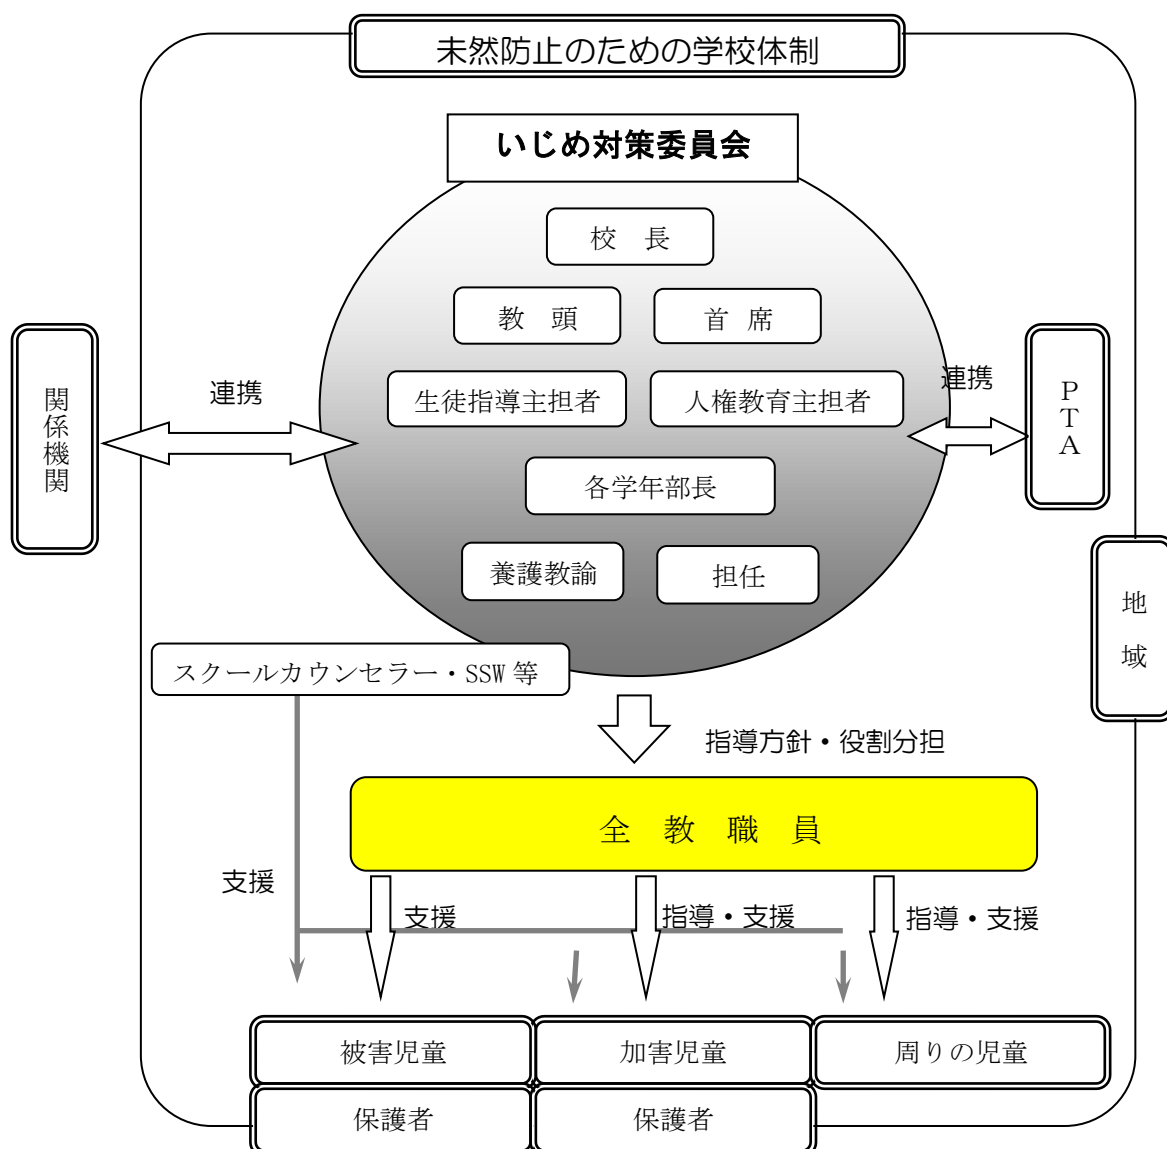 未然防止のための学校体制
いじめ対策委員会
校　長
教　頭
首　席
生徒指導主担者
人権教育主担者
各学年部長
養護教諭
担任
連携
関係機関
連携
ＰＴＡ
地域
スクールカウンセラー・SSW 等
指導方針・役割分担
全　教　職　員
支援
支援
指導・支援
指導・支援
被害児童
加害児童
周りの児童
保護者
保護者